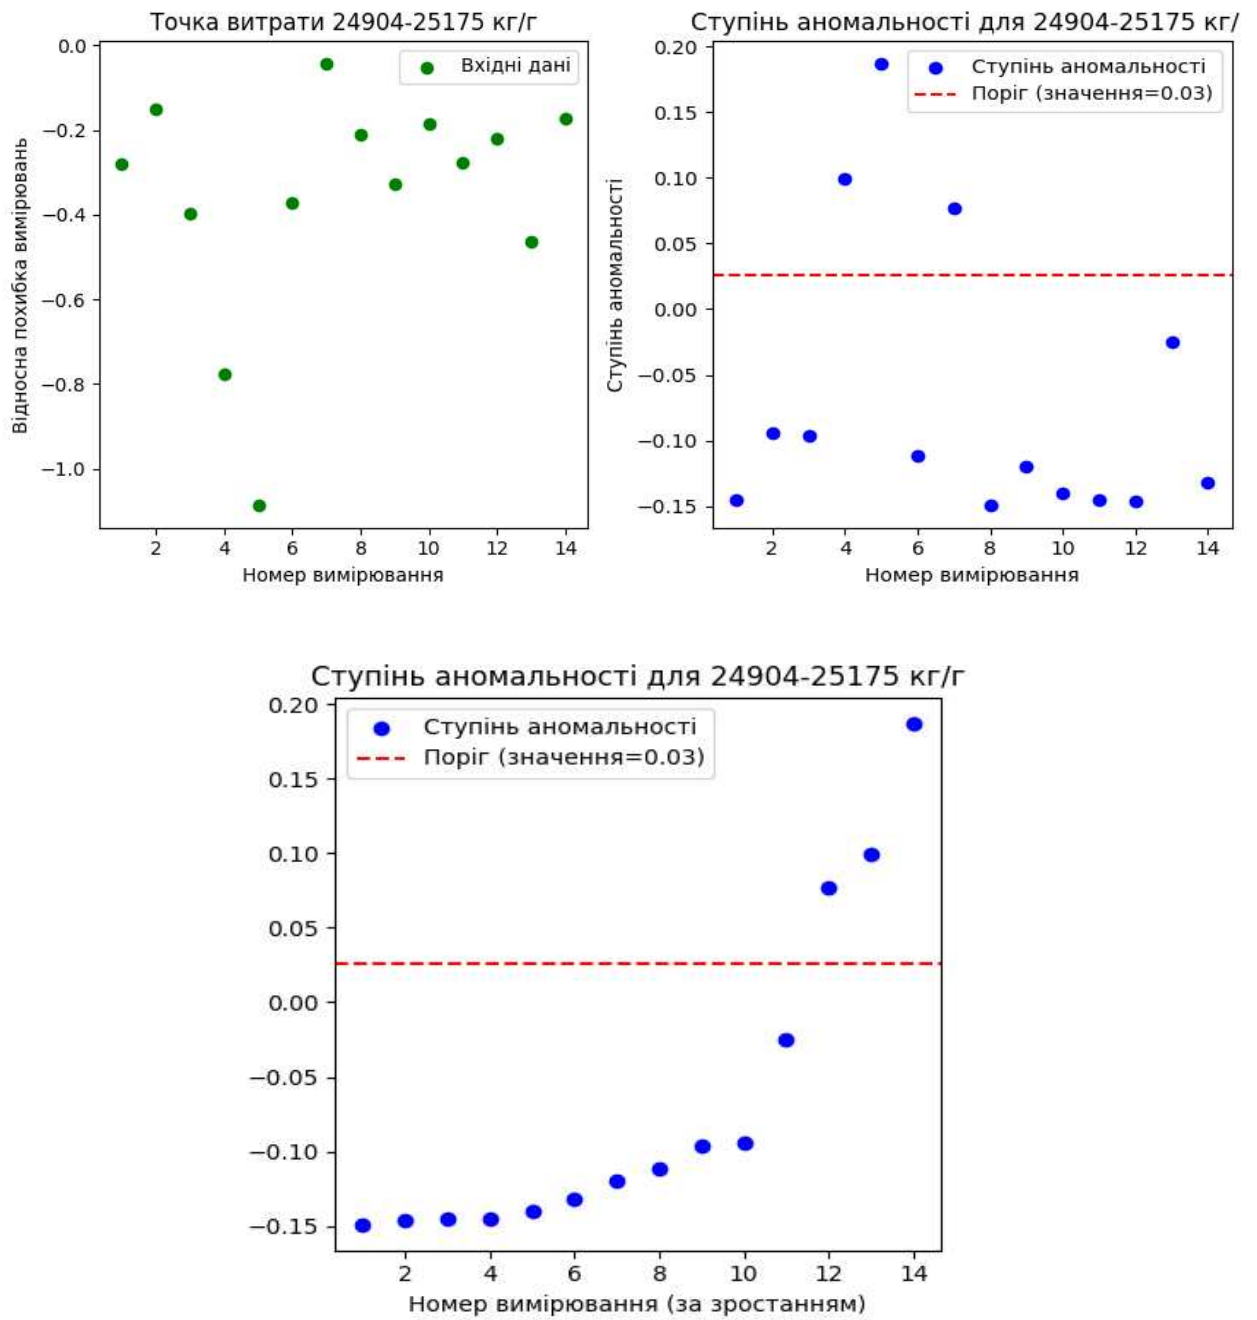 Точка витрати 24904-25175 кг/г
Вхідні дані
0.0
−0.2
−0.4
−0.6
−0.8
−1.0
Відносна похибка вимірювань
2 4 6 8 10 12 14
Номер вимірювання
Ступінь аномальності для 24904-25175 кг/
Ступінь аномальності
Поріг (значення=0.03)
0.20
0.15
0.10
0.05
0.00
−0.05
−0.10
−0.15
Ступінь аномальності
2 4 6 8 10 12 14
Номер вимірювання
Ступінь аномальності для 24904-25175 кг/г
Ступінь аномальності
Поріг (значення=0.03)
0.20
0.15
0.10
0.05
0.00
−0.05
−0.10
−0.15
2 4 6 8 10 12 14
Номер вимірювання (за зростанням)